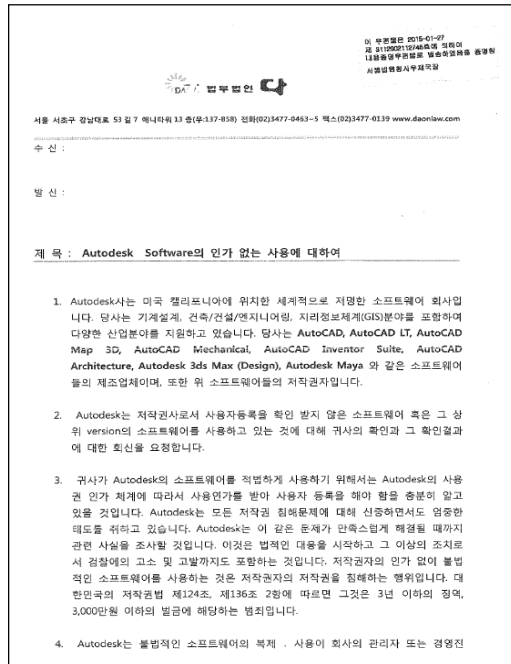 이 우편물은 2015-01-27
제 3112902112746호에 의하여
내용증명우편물로 발송하였음을 증명함
서울법원청사우체국장
법무법인 다
서울 서초구 강남대로 53 길 7 애니타워 13 층(우:137-858) 전화(02)3477-0463~5 팩스(02)3477-0139 www.daonlaw.com
수 신 :
발 신 :
제 목 : Autodesk Software의 인가 없는 사용에 대하여
1. Autodesk사는 미국 캘리포니아에 위치한 세계적으로 저명한 소프트웨어 회사입
니다. 당사는 기계설계, 건축/건설/엔지니어링, 지리정보체계(GIS)분야를 포함하여
다양한 산업분야를 지원하고 있습니다. 당사는 AutoCAD, AutoCAD LT, AutoCAD
Map 3D, AutoCAD Mechanical, AutoCAD Inventor Suite, AutoCAD
Architecture, Autodesk 3ds Max (Design), Autodesk Maya 와 같은 소프트웨어
들의 제조업체이며, 또한 위 소프트웨어들의 저작권자입니다.
2. Autodesk는 저작권사로서 사용자등록을 확인 받지 않은 소프트웨어 혹은 그 상
위 version의 소프트웨어를 사용하고 있는 것에 대해 귀사의 확인과 그 확인결과
에 대한 회신을 요청합니다.
3. 귀사가 Autodesk의 소프트웨어를 적법하게 사용하기 위해서는 Autodesk의 사용
권 인가 체계에 따라서 사용인가를 받아 사용자 등록을 해야 함을 충분히 알고
있을 것입니다. Autodesk는 모든 저작권 침해문제에 대해 신중하면서도 엄중한
태도를 취하고 있습니다. Autodesk는 이 같은 문제가 만족스럽게 해결될 때까지
관련 사실을 조사할 것입니다. 이것은 법적인 대응을 시작하고 그 이상의 조치로
서 검찰에의 고소 및 고발까지도 포함하는 것입니다. 저작권자의 인가 없이 불법
적인 소프트웨어를 사용하는 것은 저작권자의 저작권을 침해하는 행위입니다. 대
한민국의 저작권법 제124조, 제136조 2항에 따르면 그것은 3년 이하의 징역,
3,000만원 이하의 벌금에 해당하는 범죄입니다.
4. Autodesk는 불법적인 소프트웨어의 복제 . 사용이 회사의 관리자 또는 경영진